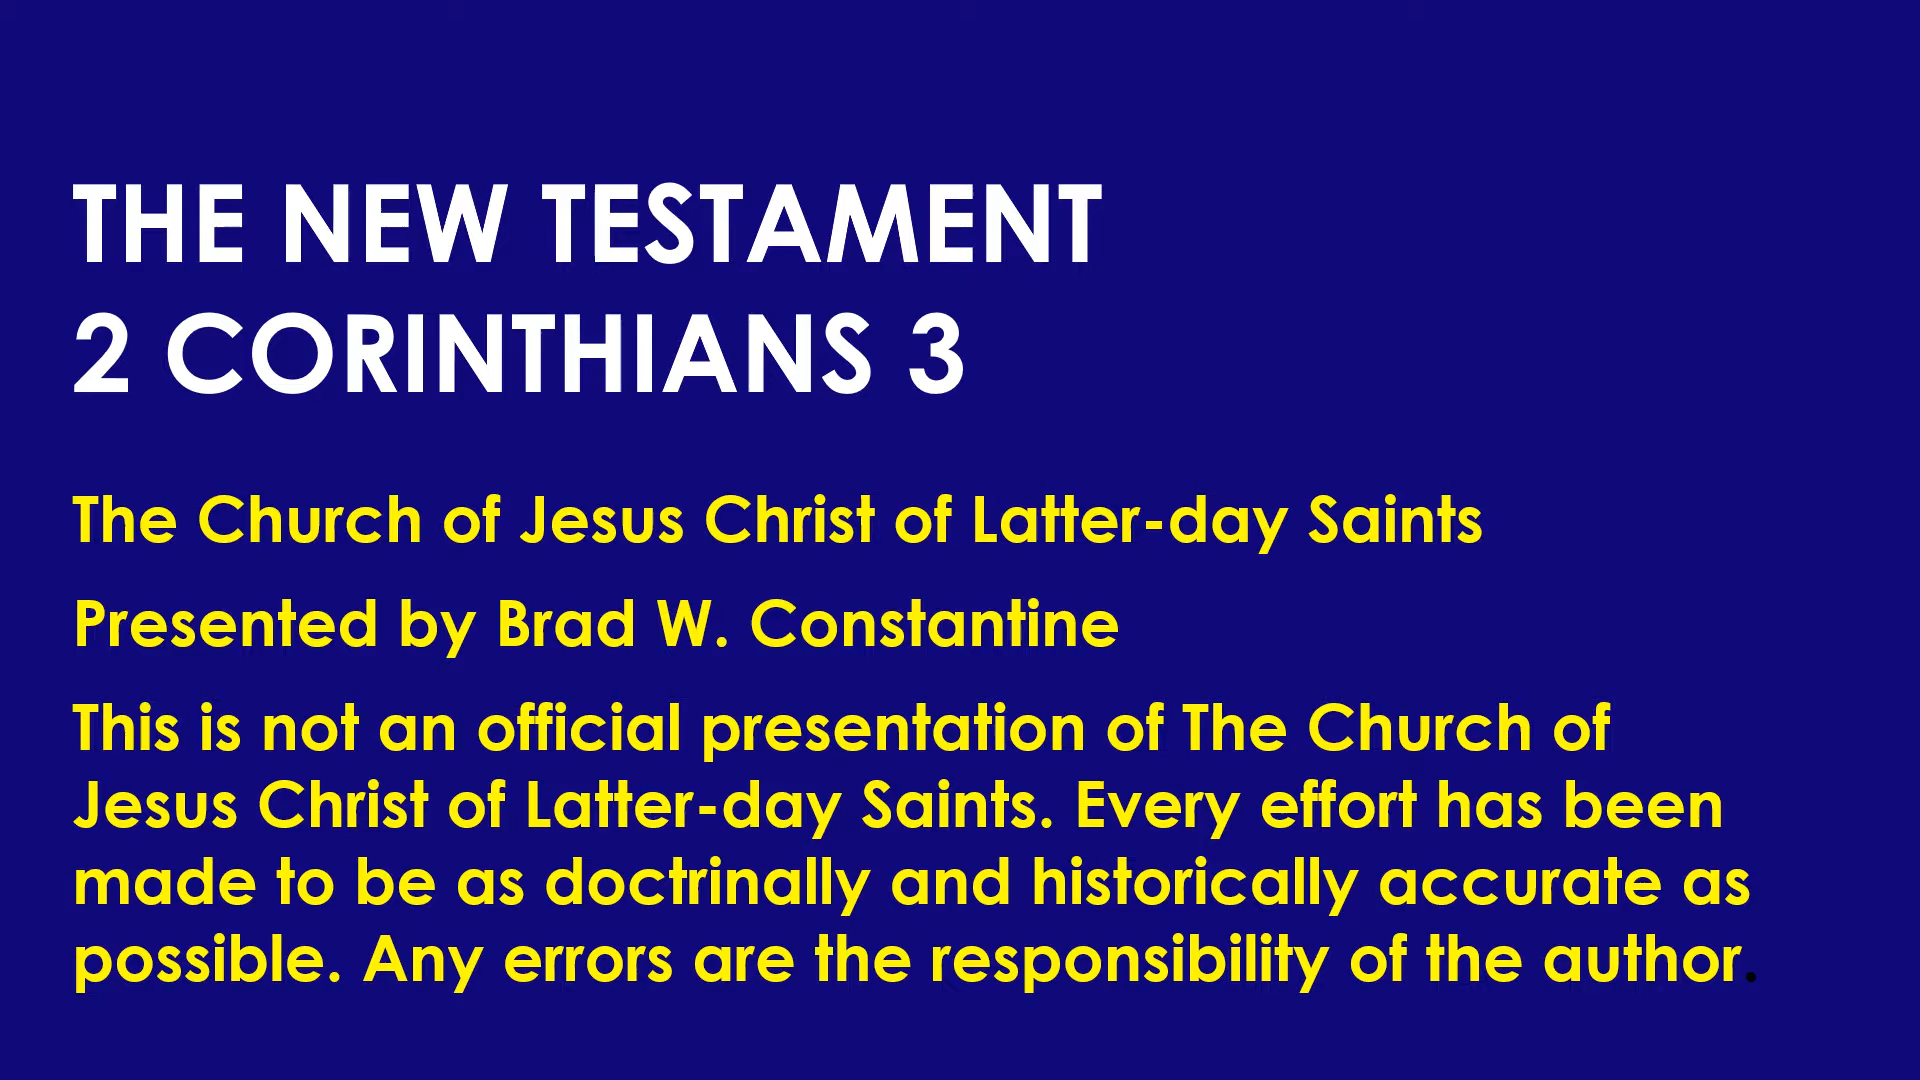 THE NEW TESTAMENT
2 CORINTHIANS 3
The Church of Jesus Christ of Latter-day Saints
Presented by Brad W. Constantine
This is not an official presentation of The Church of
Jesus Christ of Latter-day Saints. Every effort has been
made to be as doctrinally and historically accurate as
possible. Any errors are the responsibility of the author.